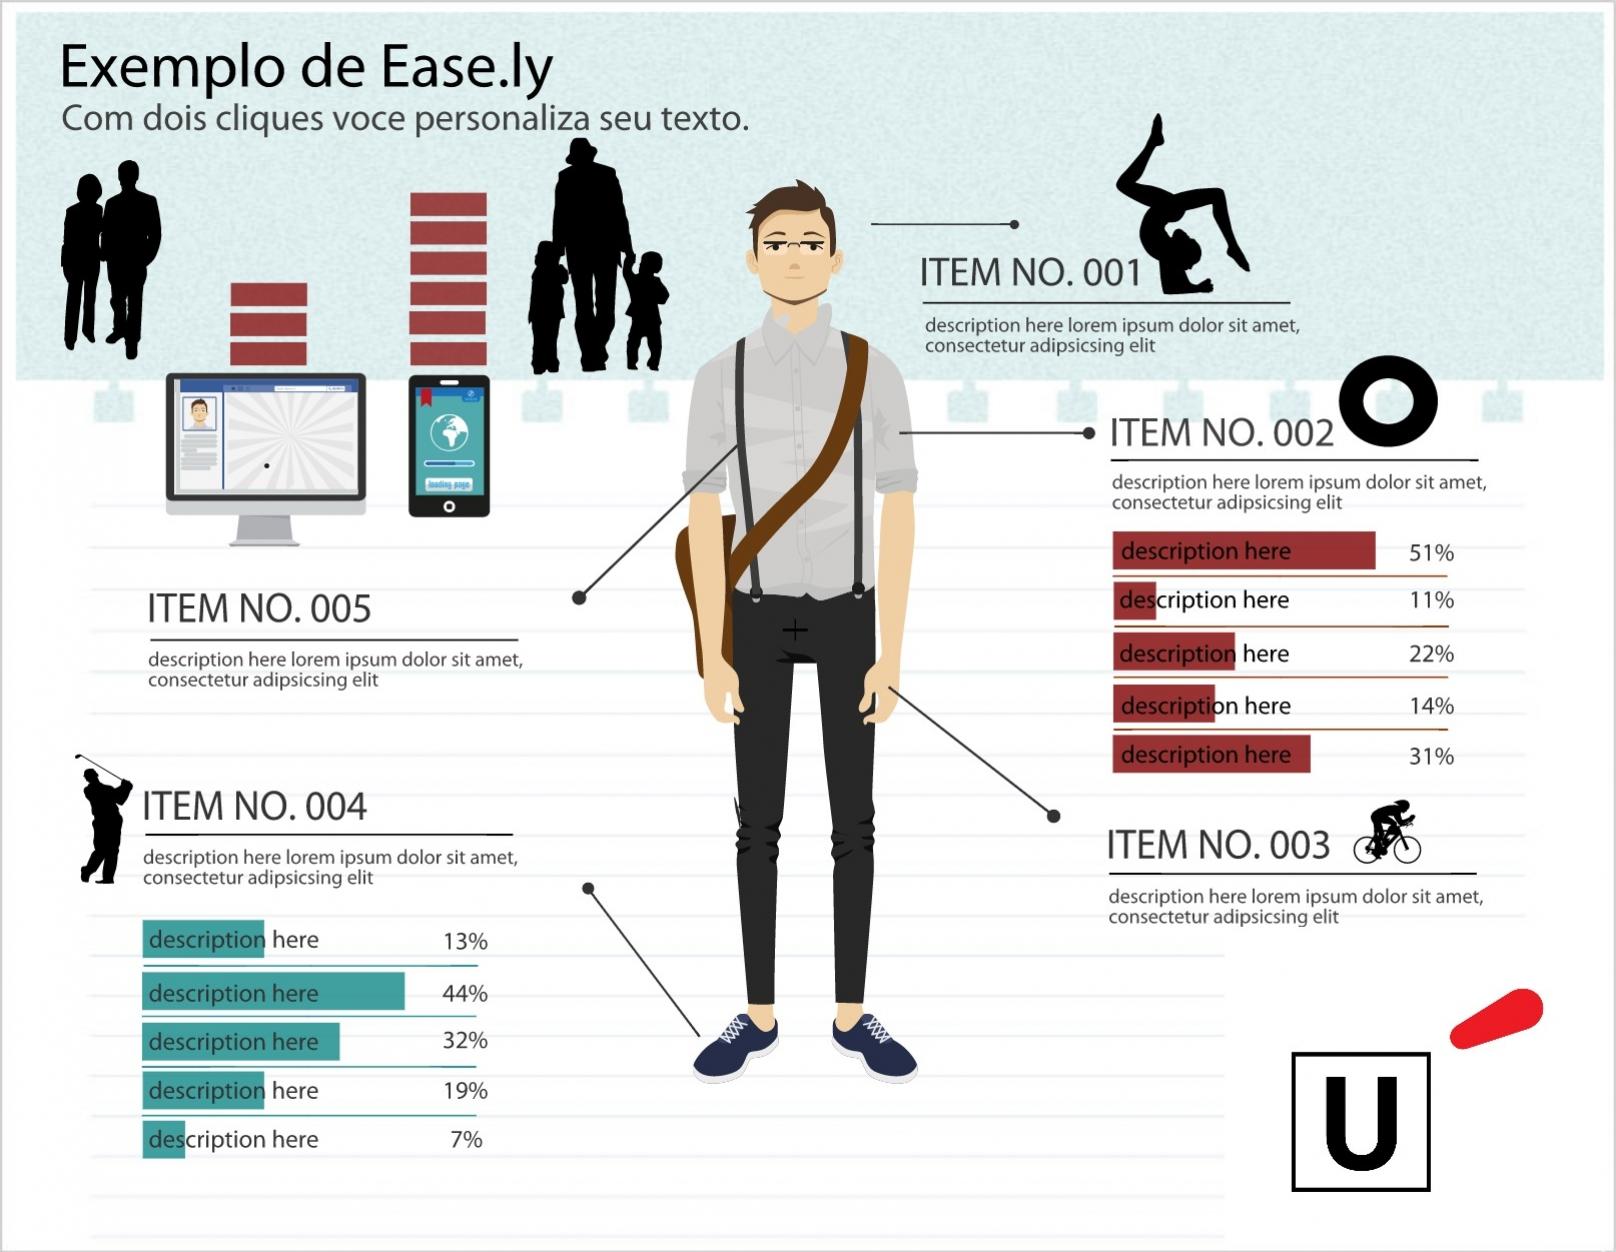 Exemplo de Ease.ly
Com dois cliques voce personaliza seu texto.
ITEM NO. 001
description here lorem ipsum dolor sit amet,
consectetur adipsicsing elit
ITEM NO. 002
description here lorem ipsum dolor sit amet,
consectetur adipsicsing elit
description here 51%
description here 11%
description here 22%
description here 14%
description here 31%
ITEM NO. 003
description here lorem ipsum dolor sit amet,
consectetur adipsicsing elit
loading page
ITEM NO. 005
description here lorem ipsum dolor sit amet,
consectetur adipsicsing elit
ITEM NO. 004
description here lorem ipsum dolor sit amet,
consectetur adipsicsing elit
description here 13%
description here 44%
description here 32%
description here 19%
description here 7%
U